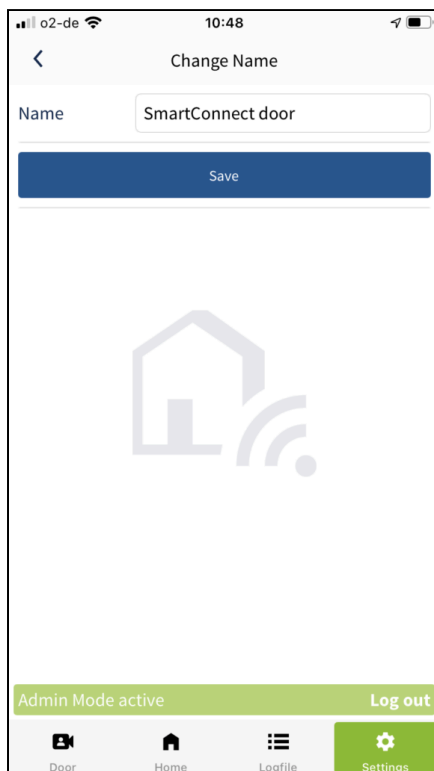 o2-de 10:48
Change Name
Name SmartConnect door
Save
Admin Mode active Log out
Door Home Logfile Settings